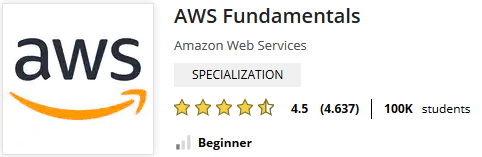 aws
AWS Fundamentals
Amazon Web Services
SPECIALIZATION
4.5 (4.637) 100K students
Beginner